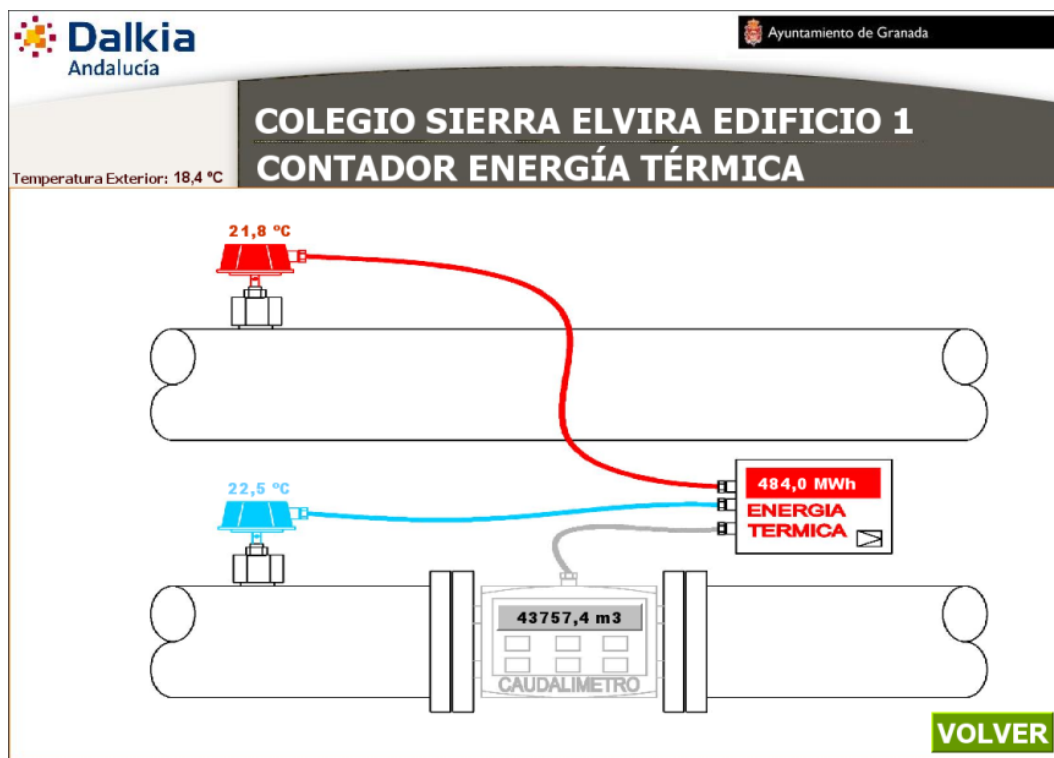 Dalkia
Andalucía
Ayuntamiento de Granada
COLEGIO SIERRA ELVIRA EDIFICIO 1
CONTADOR ENERGÍA TÉRMICA
Temperatura Exterior: 18,4 ºC
21,8 ºC
22,5 ºC
484,0 MWh
ENERGIA
TERMICA
43757,4 m3
CAUDALIMETRO
VOLVER